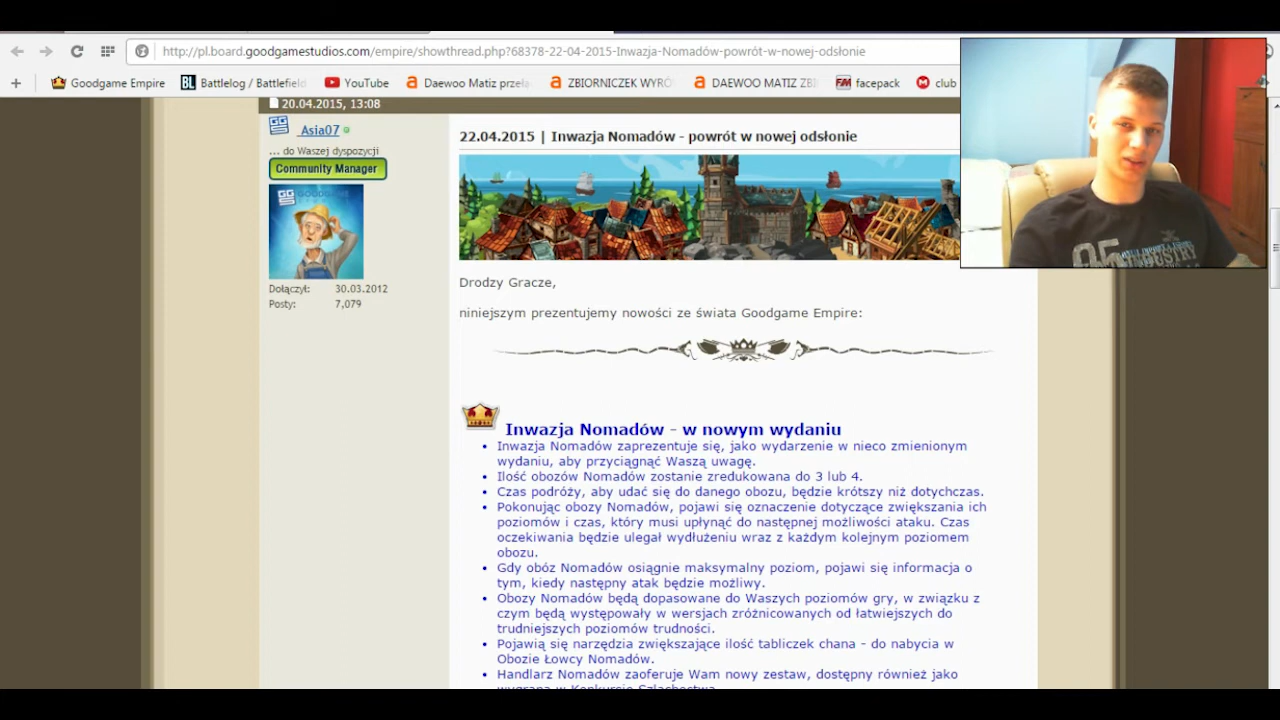 http://pl.board.goodgamestudios.com/empire/showthread.php?68378-22-04-2015-Inwazja-Nomadów-powrót-w-nowej-odsłonie
Goodgame Empire
BL Battlelog / Battlefield
YouTube
Daewoo Matiz
ZBIORNICZEK
DAEWOO MATIZ
FM facepack
club
20.04.2015, 13:08
Asia07
... do Waszej dyspozycji
Community Manager
GGS
Dołączył: 30.03.2012
Posty: 7,079
22.04.2015 | Inwazja Nomadów - powrót w nowej odsłonie
Drodzy Gracze,
niniejszym prezentujemy nowości ze świata Goodgame Empire:
Inwazja Nomadów - w nowym wydaniu
• Inwazja Nomadów zaprezentuje się, jako wydarzenie w nieco zmienionym
wydaniu, aby przyciągnąć Waszą uwagę.
• Ilość obozów Nomadów zostanie zredukowana do 3 lub 4.
• Czas podróży, aby udać się do danego obozu, będzie krótszy niż dotychczas.
• Pokonując obozy Nomadów, pojawi się oznaczenie dotyczące zwiększania ich
poziomów i czas, który musi upłynąć do następnej możliwości ataku. Czas
oczekiwania będzie ulegał wydłużeniu wraz z każdym kolejnym poziomem
obozu.
• Gdy obóz Nomadów osiągnie maksymalny poziom, pojawi się informacja o
tym, kiedy następny atak będzie możliwy.
• Obozy Nomadów będą dopasowane do Waszych poziomów gry, w związku z
czym będą występowały w wersjach zróżnicowanych od łatwiejszych do
trudniejszych poziomów trudności.
• Pojawią się narzędzia zwiększające ilość tabliczek chana - do nabycia w
Obozie Łowcy Nomadów.
• Handlarz Nomadów zaoferuje Wam nowy zestaw, dostępny również jako
wygrana w Konkursie Szlachectwa